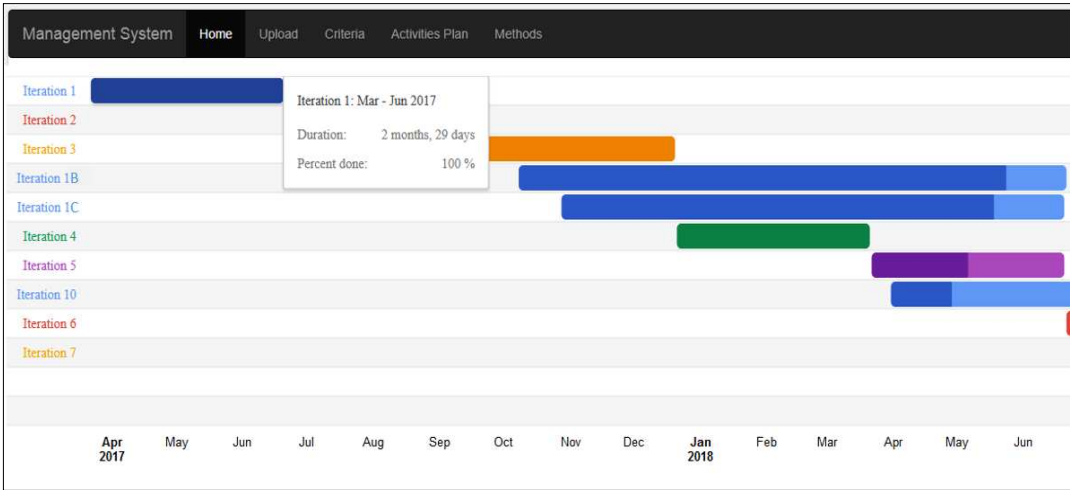 Management System Home Upload Criteria Activities Plan Methods
Iteration 1
Iteration 1: Mar - Jun 2017
Iteration 2
Duration: 2 months, 29 days
Iteration 3
Percent done: 100 %
Iteration 1B
Iteration 1C
Iteration 4
Iteration 5
Iteration 10
Iteration 6
Iteration 7
Apr May Jun Jul Aug Sep Oct Nov Dec Jan Feb Mar Apr May Jun
2017 2018